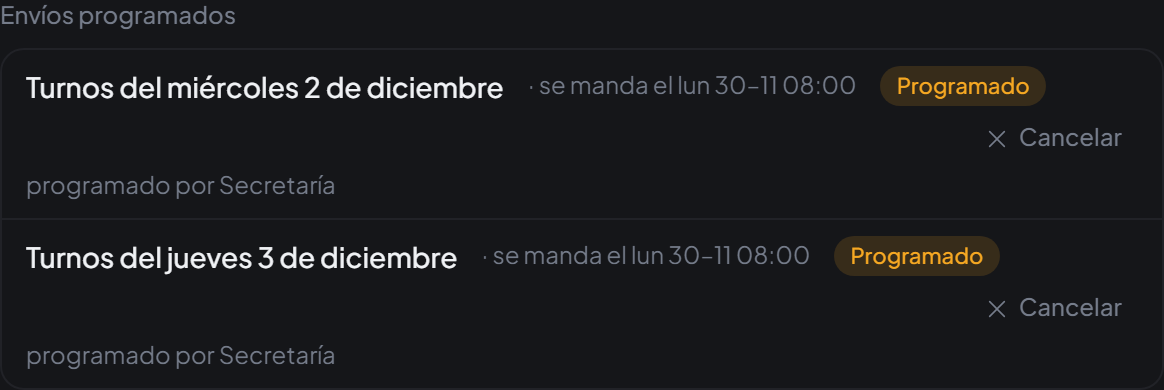 Envíos programados
Turnos del miércoles 2 de diciembre · se manda el lun 30-11 08:00 Programado
Cancelar
programado por Secretaría
Turnos del jueves 3 de diciembre · se manda el lun 30-11 08:00 Programado
Cancelar
programado por Secretaría